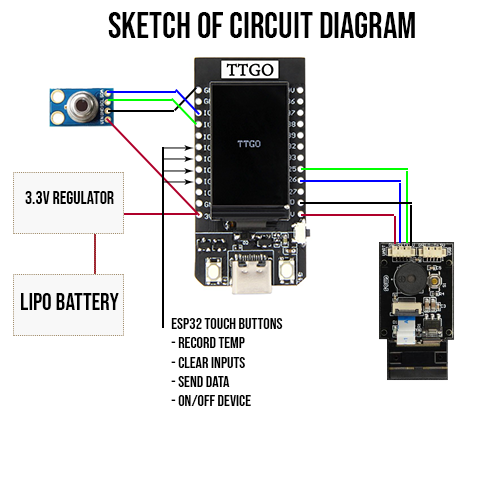 SKETCH OF CIRCUIT DIAGRAM
TTGO
TTGO
3.3V REGULATOR
LIPO BATTERY
ESP32 TOUCH BUTTONS
- RECORD TEMP
- CLEAR INPUTS
- SEND DATA
- ON/OFF DEVICE